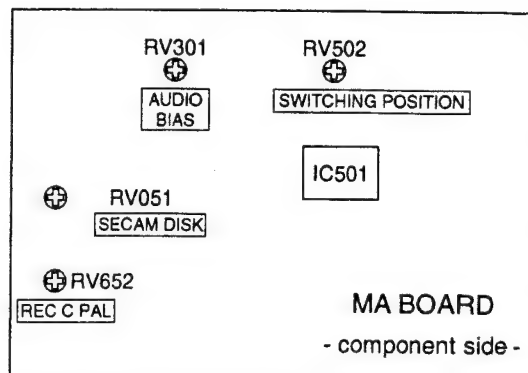 RV301
RV502
AUDIO
BIAS
SWITCHING POSITION
IC501
RV051
SECAM DISK
RV652
REC C PAL
MA BOARD
- component side -